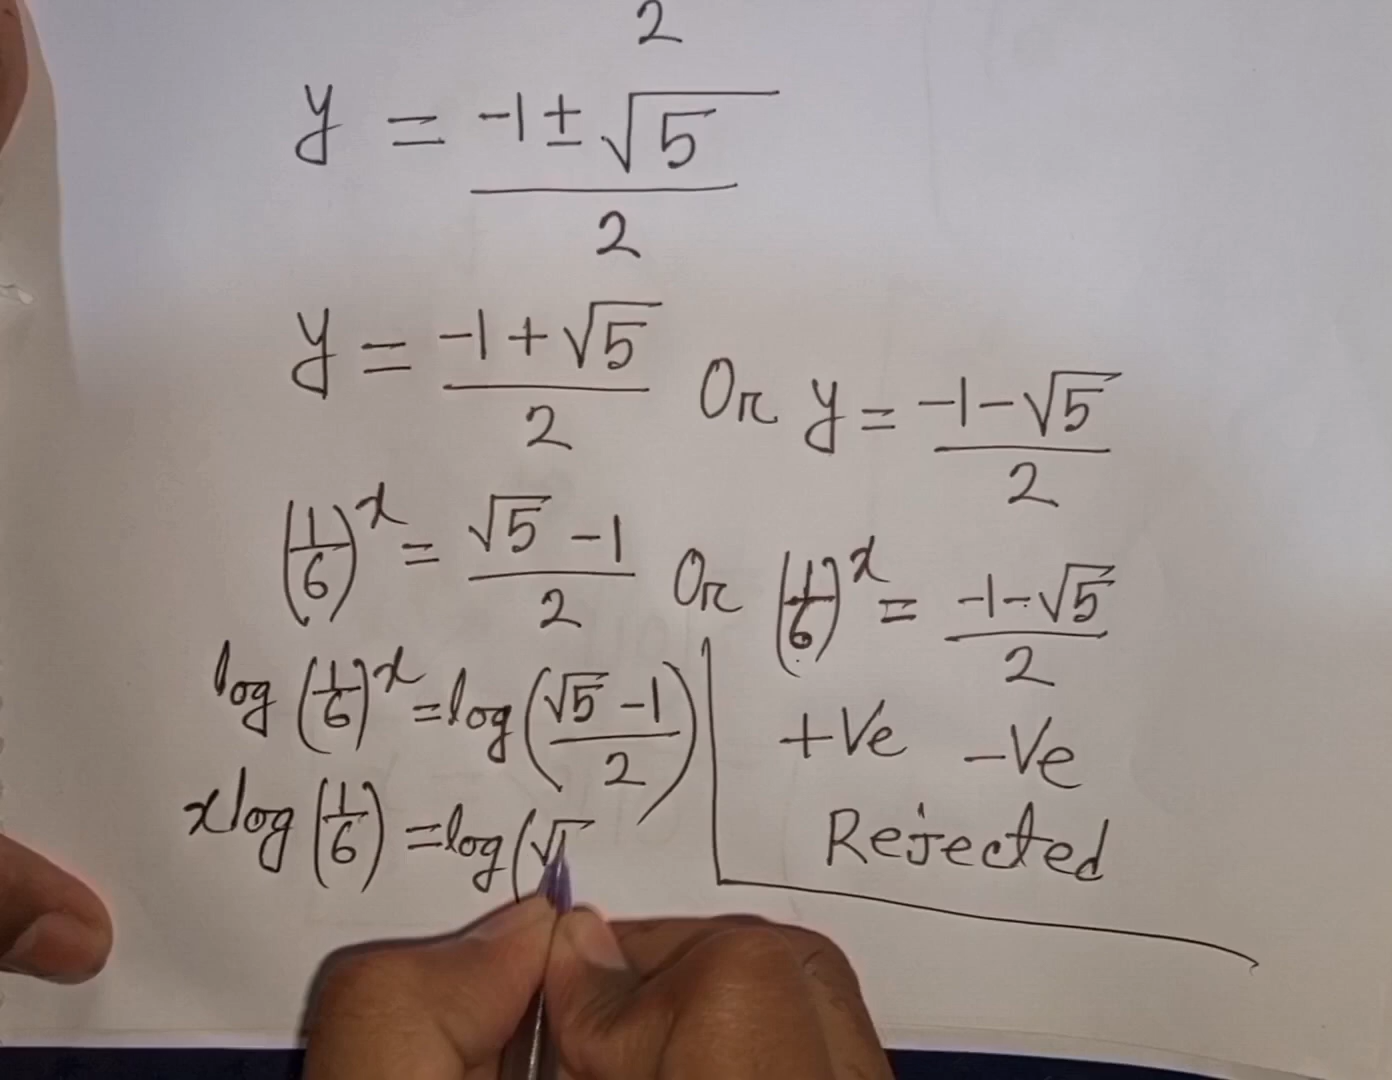 2
y = (-1 ± √5)/2
y = (-1 + √5)/2 Or y = (-1 - √5)/2
(1/6)^x = (√5 - 1)/2 Or (1/6)^x = (-1 - √5)/2
log (1/6)^x = log ((√5 - 1)/2) +Ve -Ve
x log (1/6) = log (√ Rejected